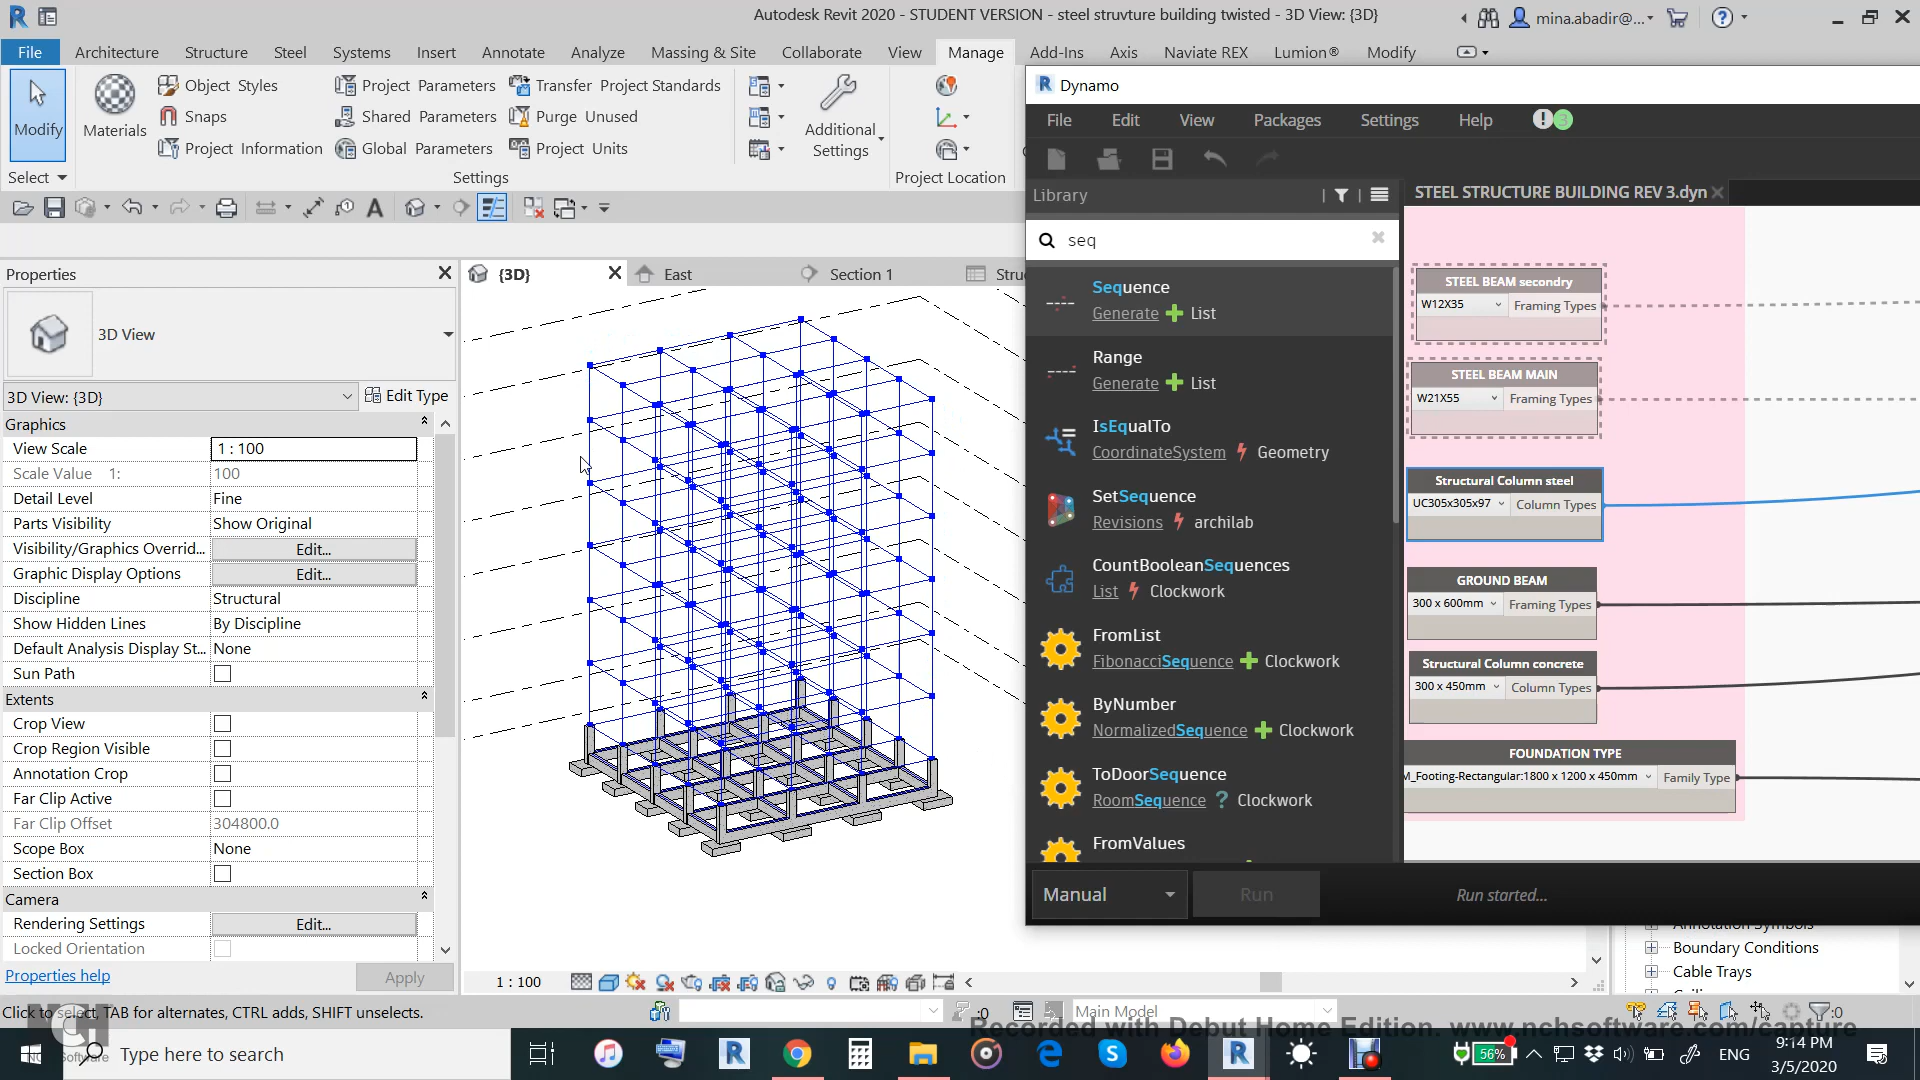 Autodesk Revit 2020 - STUDENT VERSION - steel struvture building twisted - 3D View: {3D}
mina.abadir@...
File Architecture Structure Steel Systems Insert Annotate Analyze Massing & Site Collaborate View Manage Add-Ins Axis Naviate REX Lumion® Modify
Modify
Materials
Object Styles
Snaps
Project Information
Project Parameters
Shared Parameters
Global Parameters
Transfer Project Standards
Purge Unused
Project Units
Additional
Settings
Select
Settings
Project Location
Properties
3D View
3D View: {3D}
Edit Type
Graphics
View Scale 1 : 100
Scale Value 1: 100
Detail Level Fine
Parts Visibility Show Original
Visibility/Graphics Overrid... Edit...
Graphic Display Options Edit...
Discipline Structural
Show Hidden Lines By Discipline
Default Analysis Display St... None
Sun Path
Extents
Crop View
Crop Region Visible
Annotation Crop
Far Clip Active
Far Clip Offset 304800.0
Scope Box None
Section Box
Camera
Rendering Settings Edit...
Locked Orientation
Properties help
Apply
{3D}
East
Section 1
Stru
1 : 100
Dynamo
File Edit View Packages Settings Help 3
Library
STEEL STRUCTURE BUILDING REV 3.dyn
seq
Sequence
Generate List
Range
Generate List
IsEqualTo
CoordinateSystem Geometry
SetSequence
Revisions archilab
CountBooleanSequences
List Clockwork
FromList
FibonacciSequence Clockwork
ByNumber
NormalizedSequence Clockwork
ToDoorSequence
RoomSequence ? Clockwork
FromValues
STEEL BEAM secondry
W12X35 Framing Types
STEEL BEAM MAIN
W21X55 Framing Types
Structural Column steel
UC305x305x97 Column Types
GROUND BEAM
300 x 600mm Framing Types
Structural Column concrete
300 x 450mm Column Types
FOUNDATION TYPE
M_Footing-Rectangular:1800 x 1200 x 450mm Family Type
Manual
Run
Run started...
Annotation Symbols
Boundary Conditions
Cable Trays
Click to select, TAB for alternates, CTRL adds, SHIFT unselects.
:0
Main Model
:0
NCH
Software
Recorded with Debut Home Edition. www.nchsoftware.com/capture
Type here to search
56%
ENG
9:14 PM
3/5/2020